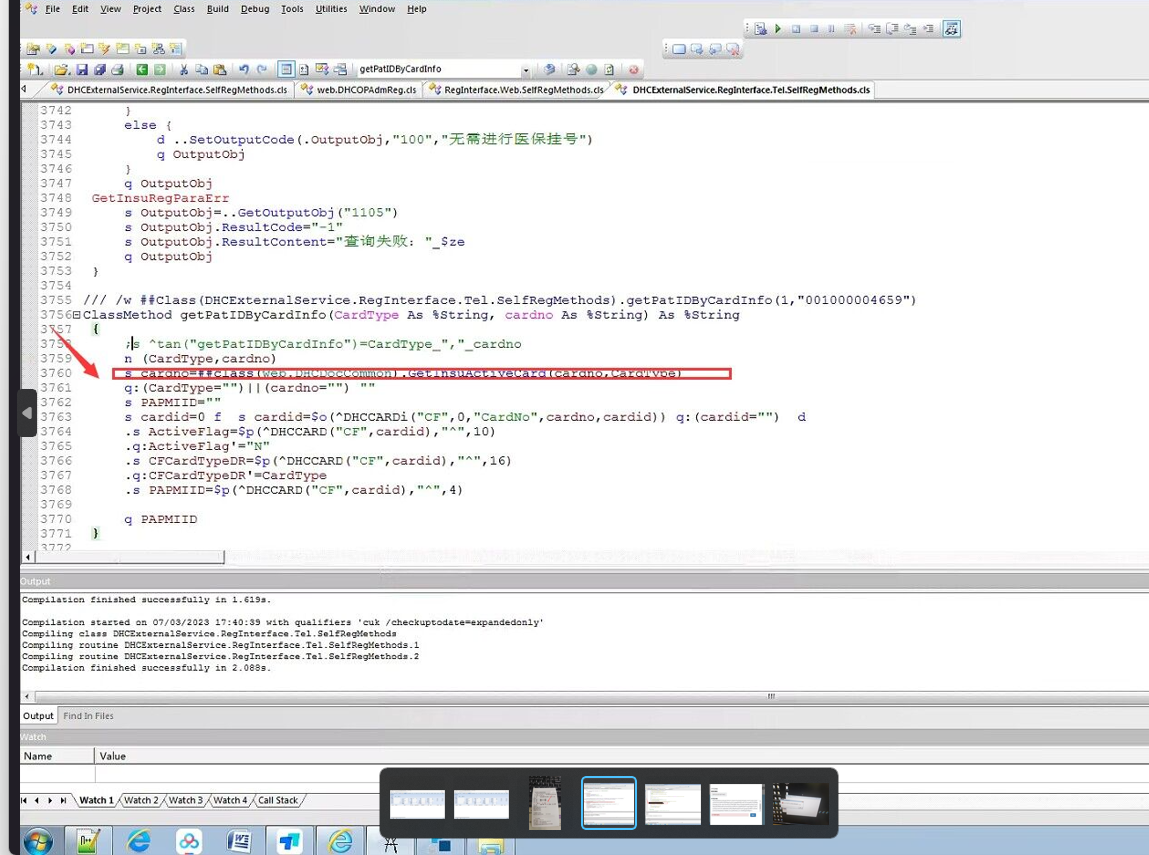 File Edit View Project Class Build Debug Tools Utilities Window Help
getPatIDByCardInfo
DHCExternalService.RegInterface.SelfRegMethods.cls web.DHCOPAdmReg.cls RegInterface.Web.SelfRegMethods.cls DHCExternalService.RegInterface.Tel.SelfRegMethods.cls
3742 }
3743 else {
3744 d ..SetOutputCode(.OutputObj,"100","无需进行医保挂号")
3745 q OutputObj
3746 }
3747 q OutputObj
3748 GetInsuRegParaErr
3749 s OutputObj=..GetOutputObj("1105")
3750 s OutputObj.ResultCode="-1"
3751 s OutputObj.ResultContent="查询失败："_$ze
3752 q OutputObj
3753 }
3754
3755 /// /w ##Class(DHCExternalService.RegInterface.Tel.SelfRegMethods).getPatIDByCardInfo(1,"001000004659")
3756 ClassMethod getPatIDByCardInfo(CardType As %String, cardno As %String) As %String
3757 {
3758 ;s ^tan("getPatIDByCardInfo")=CardType_","_cardno
3759 n (CardType,cardno)
3760 s cardno=##class(web.DHCDocCommon).GetInsuActiveCard(cardno,CardType)
3761 q:(CardType="")||(cardno="") ""
3762 s PAPMIID=""
3763 s cardid=0 f  s cardid=$o(^DHCCARDi("CF",0,"CardNo",cardno,cardid)) q:(cardid="")  d
3764 .s ActiveFlag=$p(^DHCCARD("CF",cardid),"^",10)
3765 .q:ActiveFlag'="N"
3766 .s CFCardTypeDR=$p(^DHCCARD("CF",cardid),"^",16)
3767 .q:CFCardTypeDR'=CardType
3768 .s PAPMIID=$p(^DHCCARD("CF",cardid),"^",4)
3769
3770 q PAPMIID
3771 }
3772
Output
Compilation finished successfully in 1.619s.
Compilation started on 07/03/2023 17:40:39 with qualifiers 'cuk /checkuptodate=expandedonly'
Compiling class DHCExternalService.RegInterface.Tel.SelfRegMethods
Compiling routine DHCExternalService.RegInterface.Tel.SelfRegMethods.1
Compiling routine DHCExternalService.RegInterface.Tel.SelfRegMethods.2
Compilation finished successfully in 2.088s.
Output Find In Files
Watch
Name Value
Watch 1 Watch 2 Watch 3 Watch 4 Call Stack